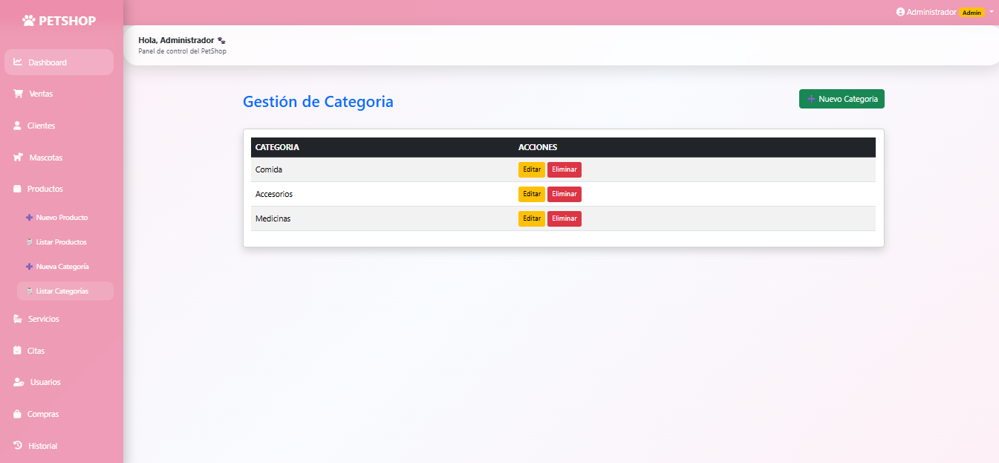 PETSHOP
Administrador Admin
Hola, Administrador
Panel de control del PetShop
Dashboard
Ventas
Clientes
Mascotas
Productos
Nuevo Producto
Listar Productos
Nueva Categoría
Listar Categorías
Servicios
Citas
Usuarios
Compras
Historial
Gestión de Categoria
Nuevo Categoria
CATEGORIA ACCIONES
Comida Editar Eliminar
Accesorios Editar Eliminar
Medicinas Editar Eliminar